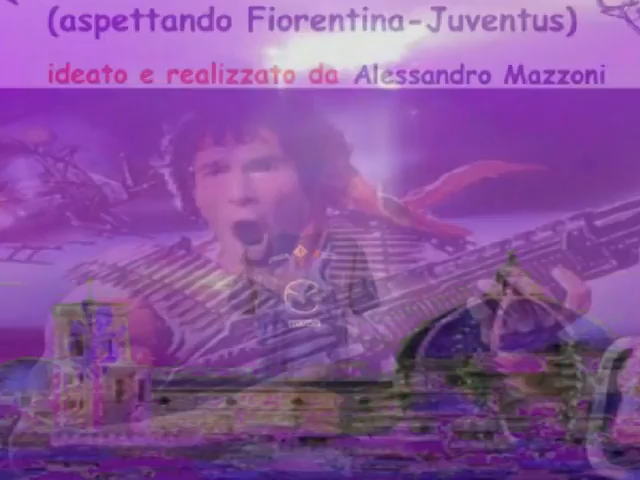 (aspettando Fiorentina-Juventus)
ideato e realizzato da Alessandro Mazzoni